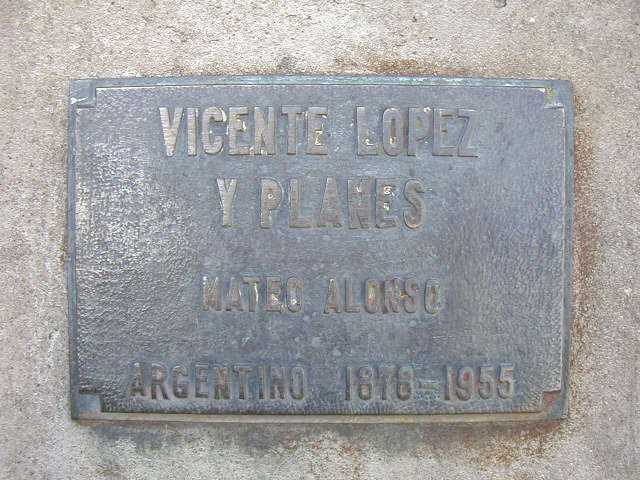 VICENTE LOPEZ
Y PLANES
MATEO ALONSO
ARGENTINO 1878-1955